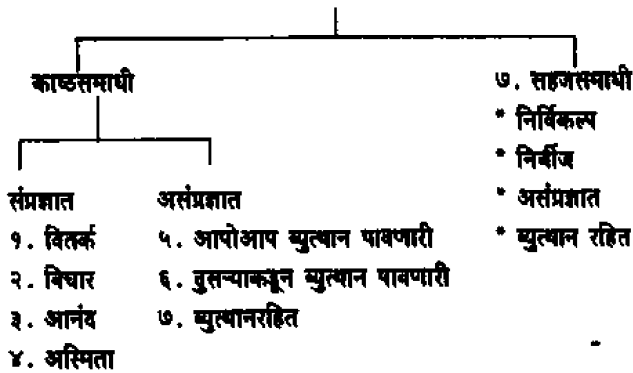 काष्ठसमाधी
७. सहजसमाधी
* निर्विकल्प
* निर्बीज
* असंप्रज्ञात
* व्युत्थान रहित
संप्रज्ञात
१. वितर्क
२. विचार
३. आनंद
४. अस्मिता
असंप्रज्ञात
५. आपोआप व्युत्थान पावणारी
६. दुसऱ्याकडून व्युत्थान पावणारी
७. व्युत्थानरहित